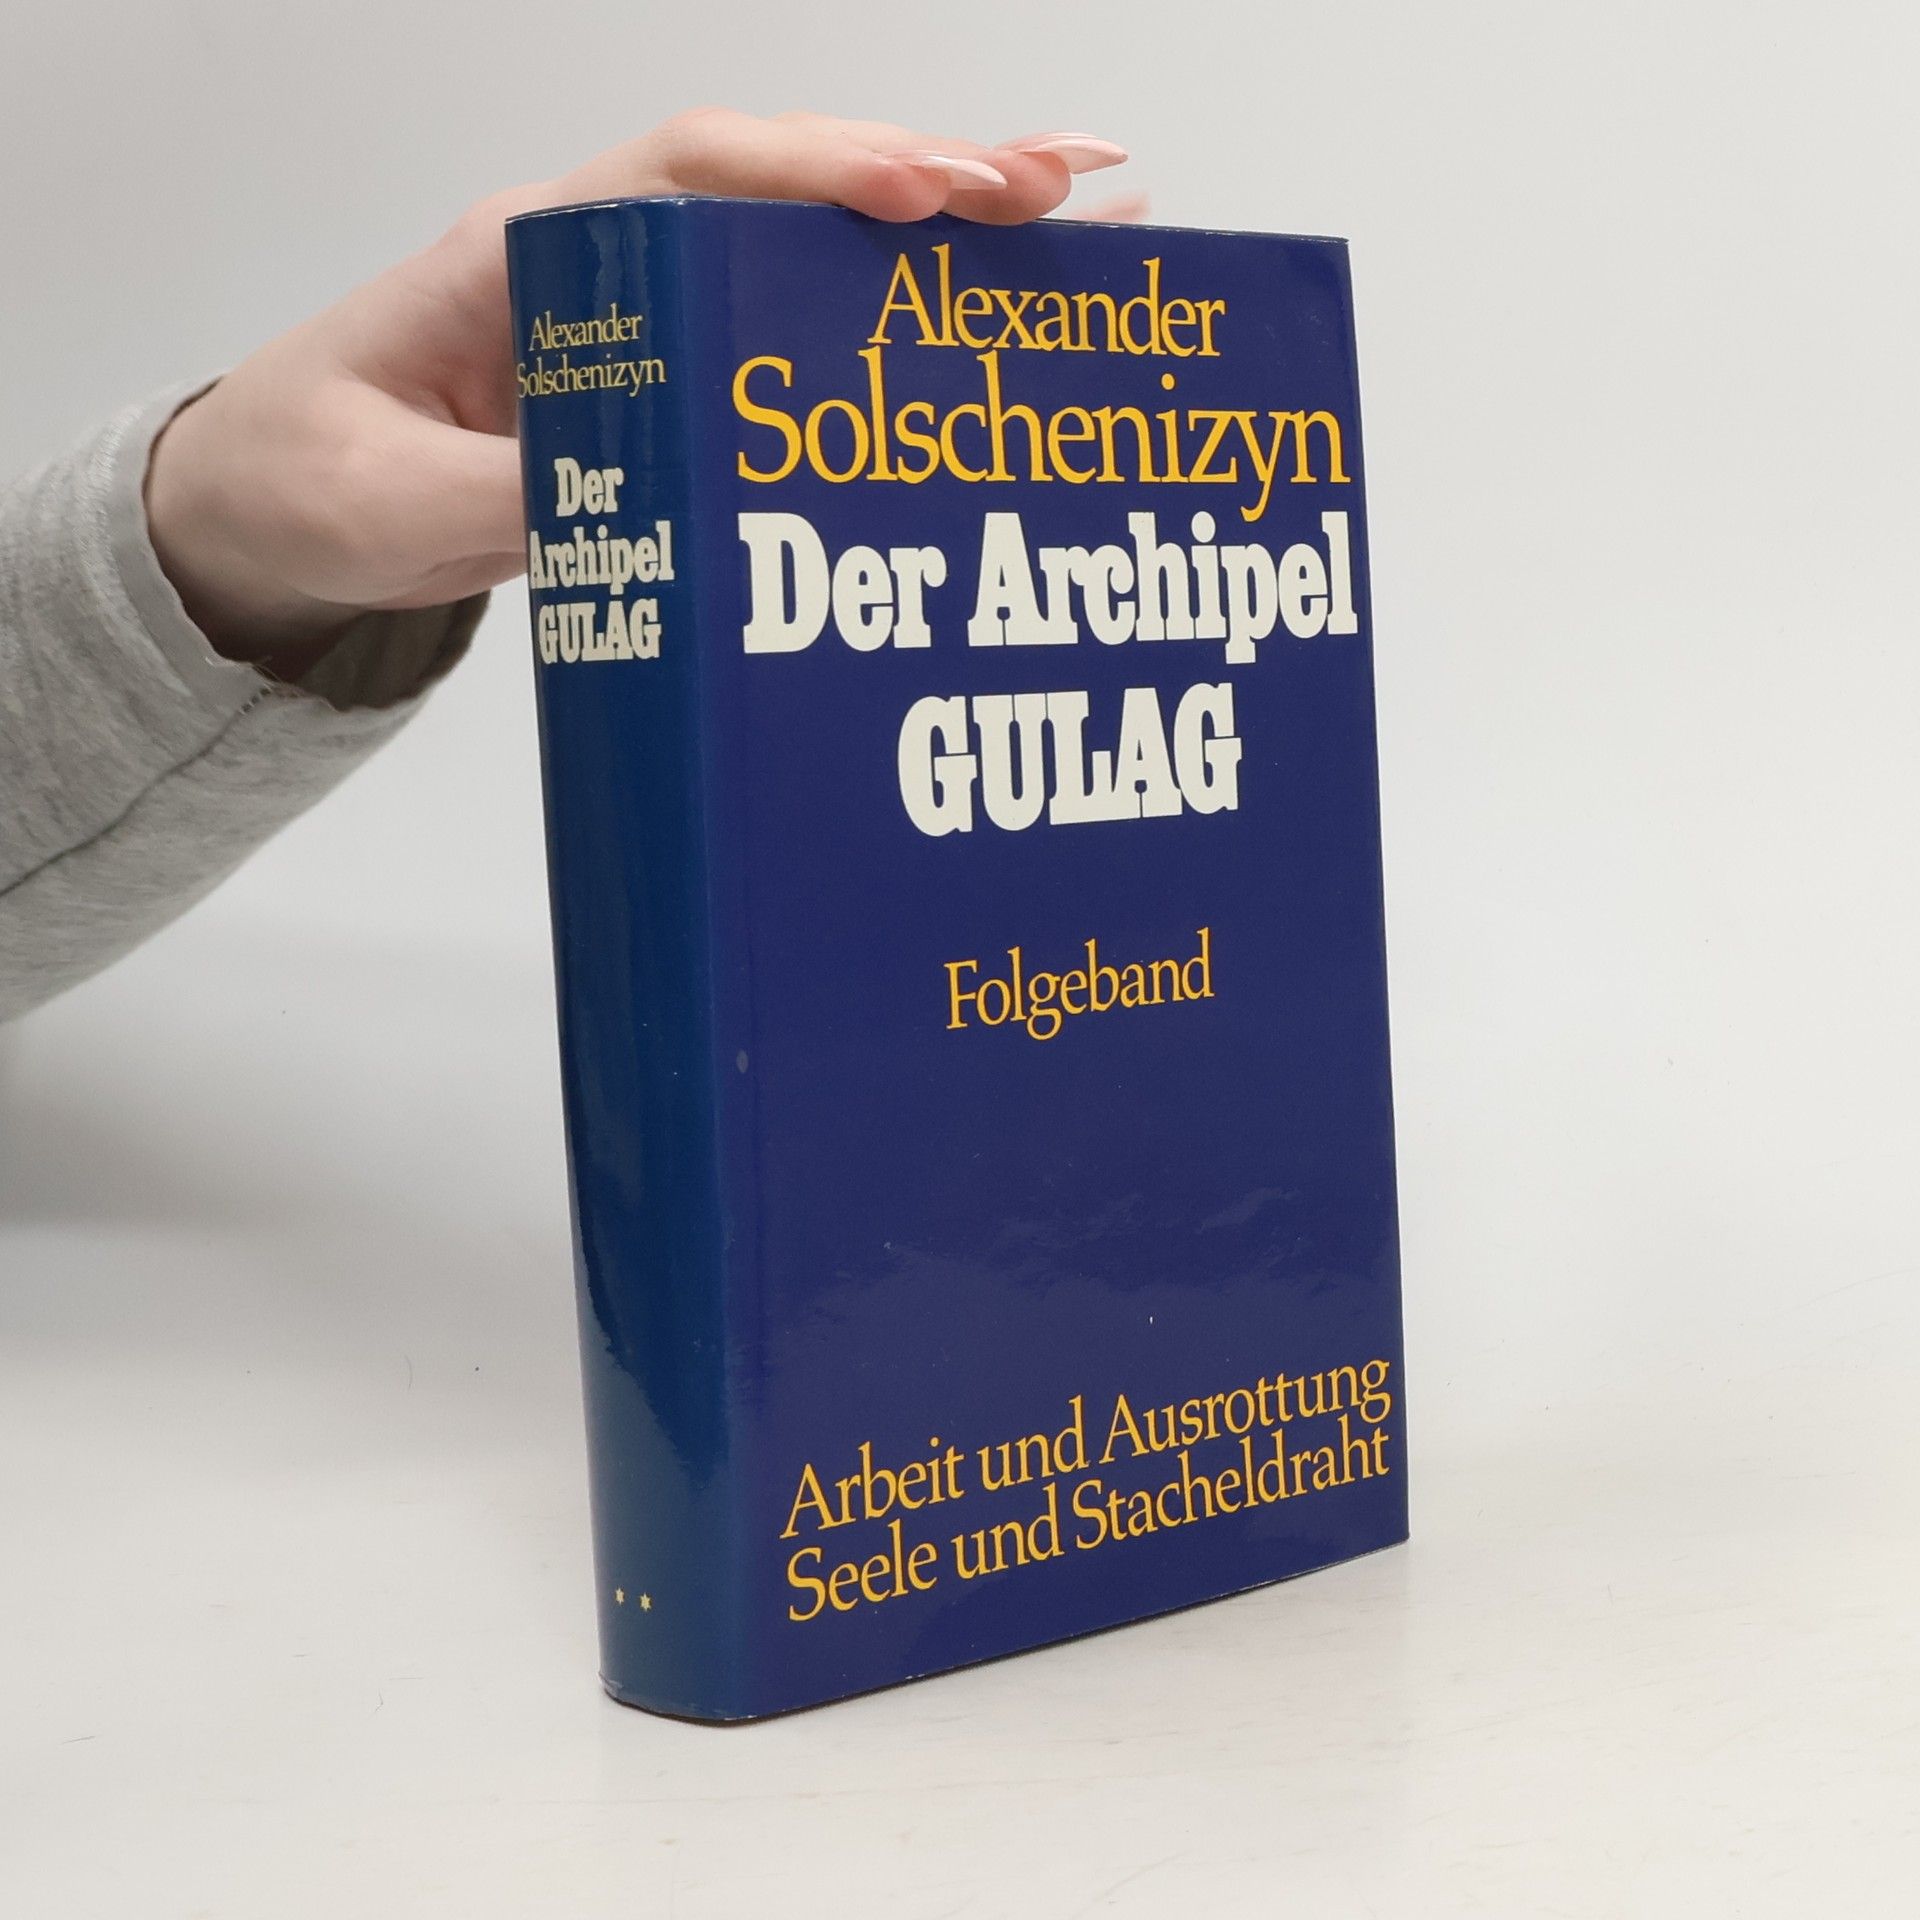 Alexander
Solschenizyn
Der
Archipel
GULAG
Alexander
Solschenizyn
Der Archipel
GULAG
Folgeband
Arbeit und Ausrottung
Seele und Stacheldraht